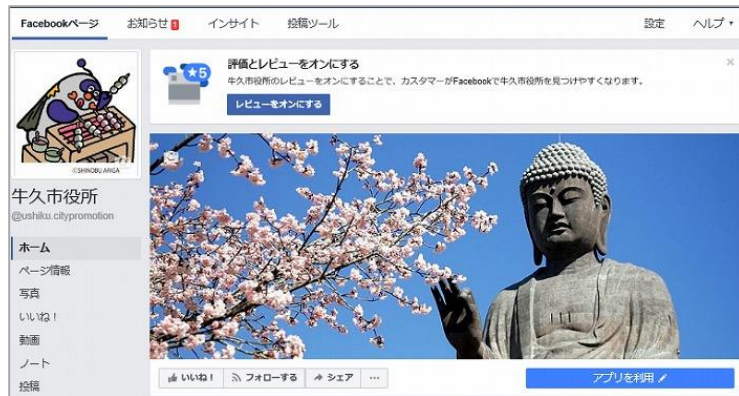 Facebookページ お知らせ 1 インサイト 投稿ツール 設定 ヘルプ
評価とレビューをオンにする
牛久市役所のレビューをオンにすることで、カスタマーがFacebookで牛久市役所を見つけやすくなります。
レビューをオンにする
★5
©SHINOBU ARIGA
牛久市役所
@ushiku.citypromotion
ホーム
ページ情報
写真
いいね！
動画
ノート
投稿
いいね！ フォローする シェア ... アプリを利用